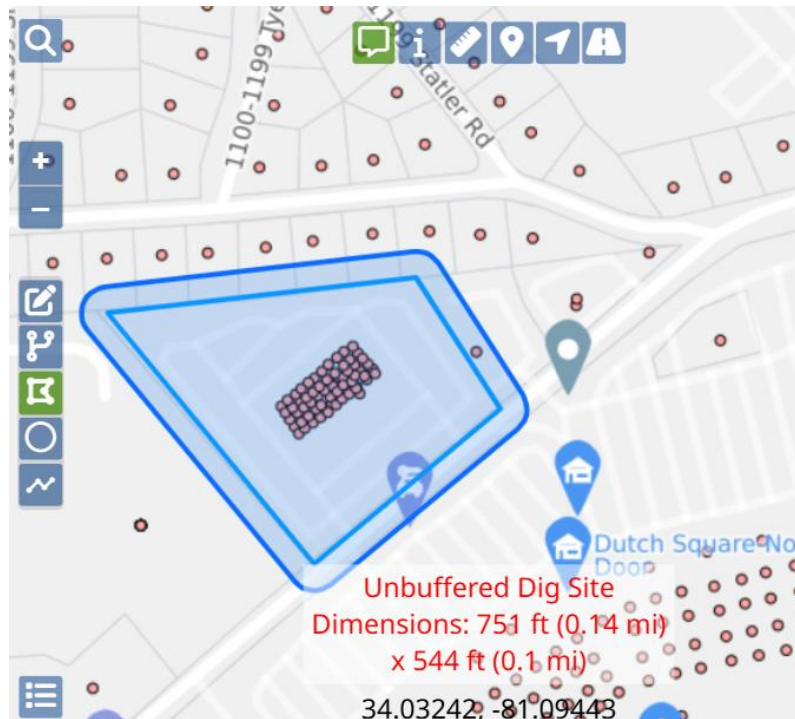 1100-1199 Tye
1199 Statler Rd
Dutch Square No
Door
Unbuffered Dig Site
Dimensions: 751 ft (0.14 mi)
x 544 ft (0.1 mi)
34.03242, -81.09443